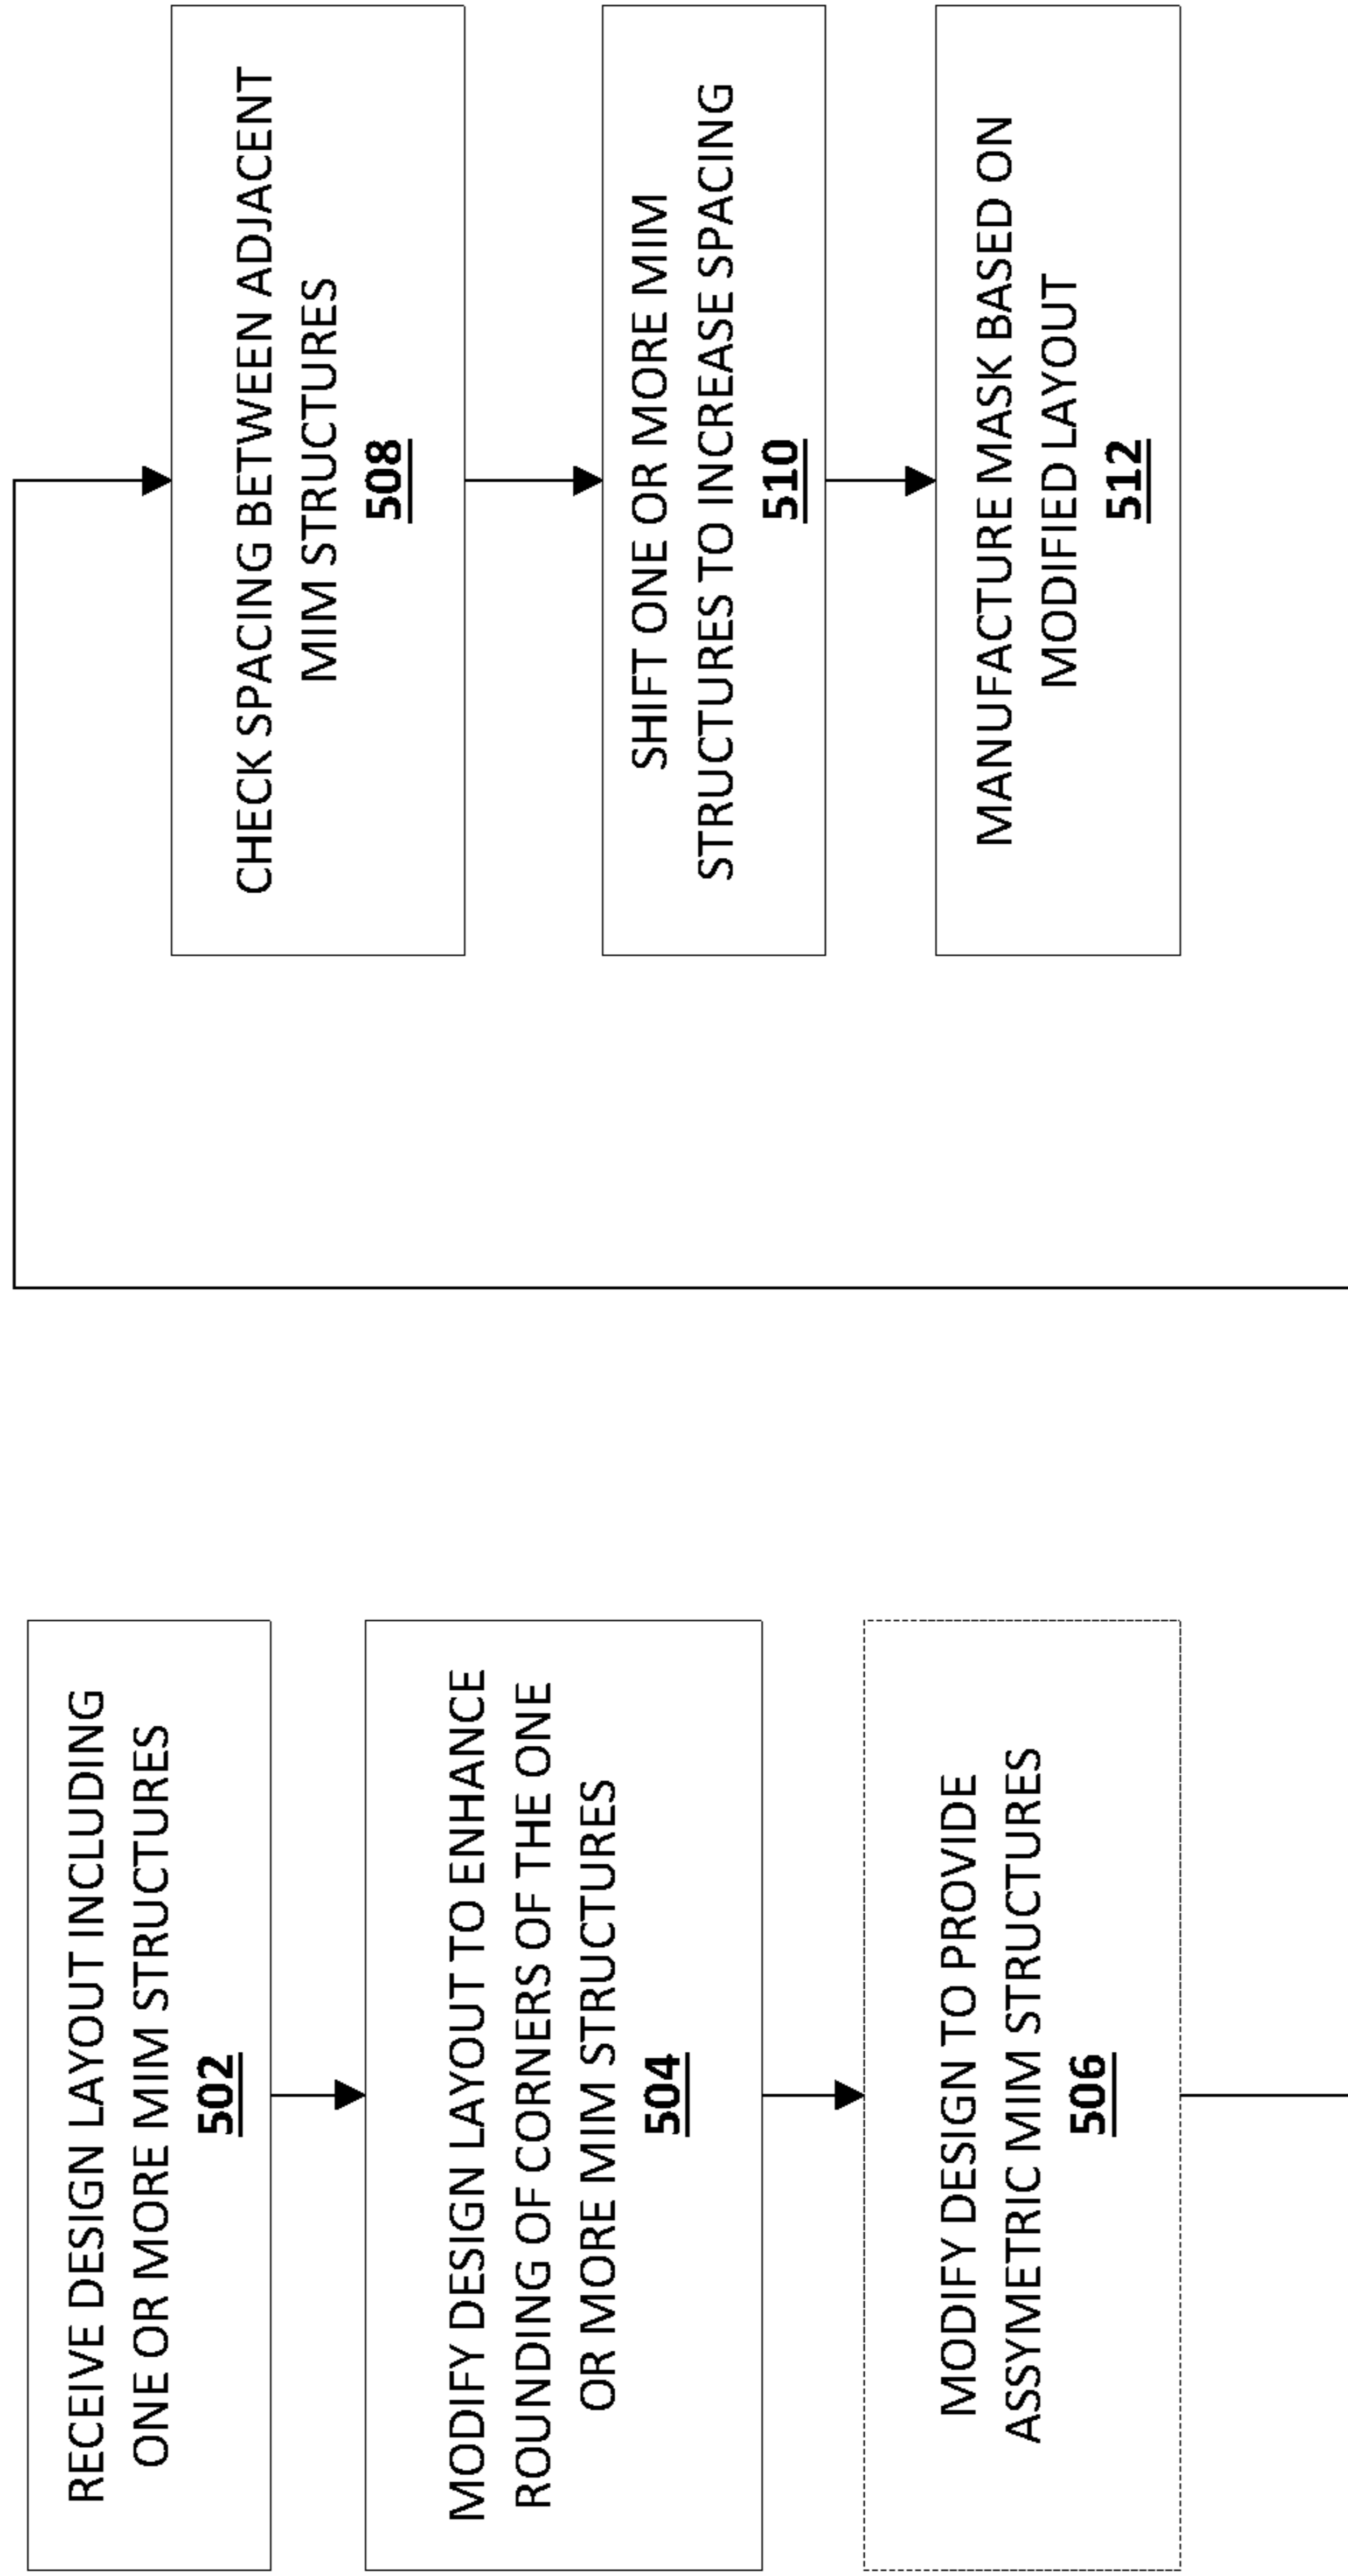 RECEIVE DESIGN LAYOUT INCLUDING
ONE OR MORE MIM STRUCTURES
502
MODIFY DESIGN LAYOUT TO ENHANCE
ROUNDING OF CORNERS OF THE ONE
OR MORE MIM STRUCTURES
504
MODIFY DESIGN TO PROVIDE
ASSYMETRIC MIM STRUCTURES
506
CHECK SPACING BETWEEN ADJACENT
MIM STRUCTURES
508
SHIFT ONE OR MORE MIM
STRUCTURES TO INCREASE SPACING
510
MANUFACTURE MASK BASED ON
MODIFIED LAYOUT
512